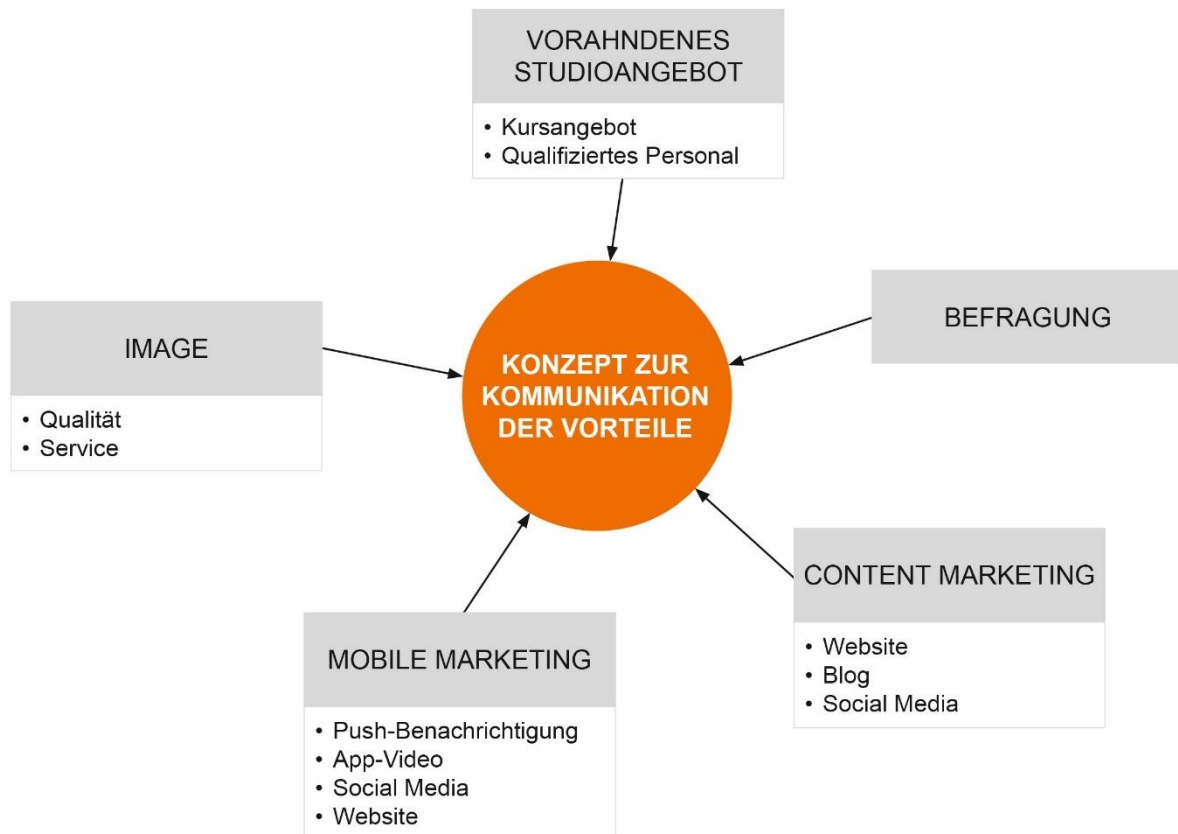 VORAHNDENES
STUDIOANGEBOT
• Kursangebot
• Qualifiziertes Personal
BEFRAGUNG
IMAGE
• Qualität
• Service
KONZEPT ZUR
KOMMUNIKATION
DER VORTEILE
CONTENT MARKETING
• Website
• Blog
• Social Media
MOBILE MARKETING
• Push-Benachrichtigung
• App-Video
• Social Media
• Website